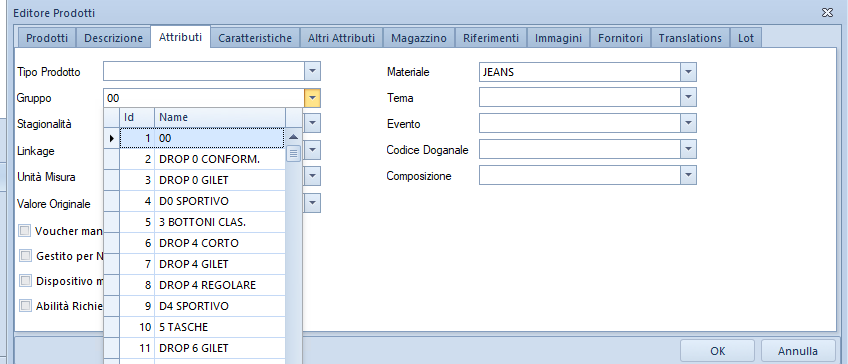 Editore Prodotti
Prodotti Descrizione Attributi Caratteristiche Altri Attributi Magazzino Riferimenti Immagini Fornitori Translations Lot
Tipo Prodotto
Gruppo 00
Stagionalità
Linkage
Unità Misura
Valore Originale
Voucher man
Gestito per N
Dispositivo m
Abilità Richie
Id Name
1 00
2 DROP 0 CONFORM.
3 DROP 0 GILET
4 D0 SPORTIVO
5 3 BOTTONI CLAS.
6 DROP 4 CORTO
7 DROP 4 GILET
8 DROP 4 REGOLARE
9 D4 SPORTIVO
10 5 TASCHE
11 DROP 6 GILET
Materiale JEANS
Tema
Evento
Codice Doganale
Composizione
OK Annulla